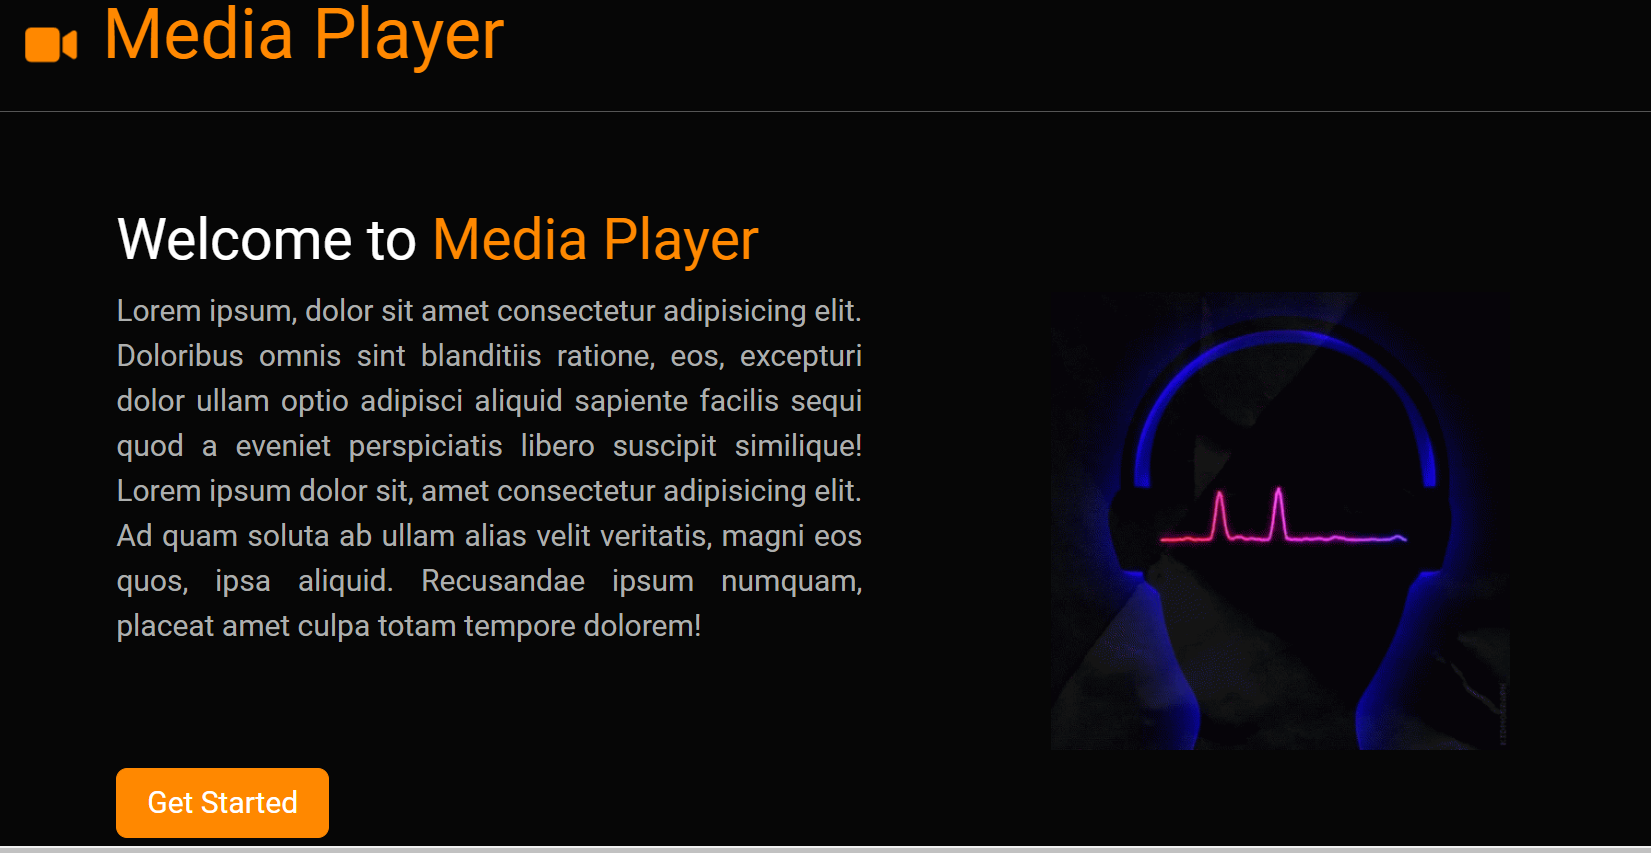 Media Player
Welcome to Media Player
Lorem ipsum, dolor sit amet consectetur adipisicing elit.
Doloribus omnis sint blanditiis ratione, eos, excepturi
dolor ullam optio adipisci aliquid sapiente facilis sequi
quod a eveniet perspiciatis libero suscipit similique!
Lorem ipsum dolor sit, amet consectetur adipisicing elit.
Ad quam soluta ab ullam alias velit veritatis, magni eos
quos, ipsa aliquid. Recusandae ipsum numquam,
placeat amet culpa totam tempore dolorem!
Get Started